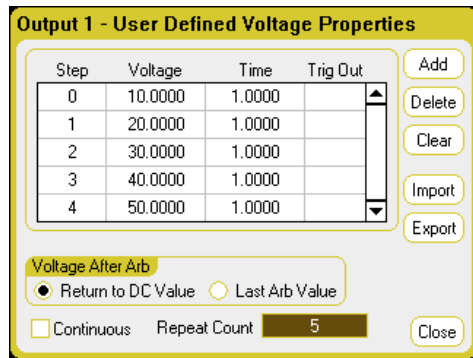 Output 1 - User Defined Voltage Properties
Step Voltage Time Trig Out
0 10.0000 1.0000
1 20.0000 1.0000
2 30.0000 1.0000
3 40.0000 1.0000
4 50.0000 1.0000
Add
Delete
Clear
Import
Export
Voltage After Arb
Return to DC Value Last Arb Value
Continuous Repeat Count 5
Close